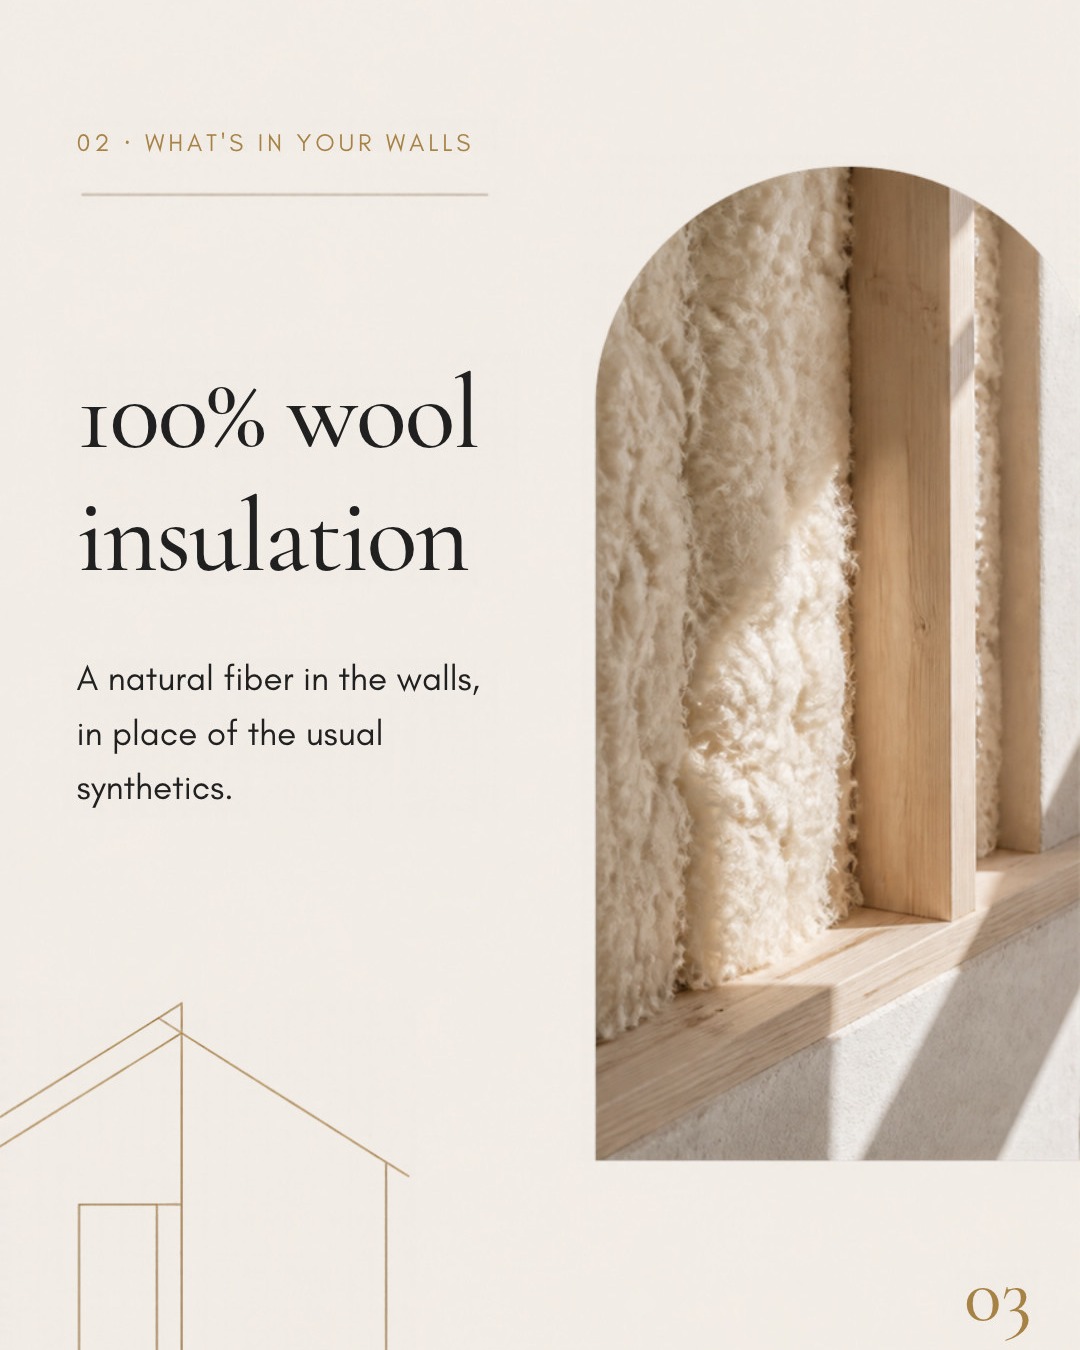 02 · WHAT'S IN YOUR WALLS
100% wool
insulation
A natural fiber in the walls,
in place of the usual
synthetics.
03